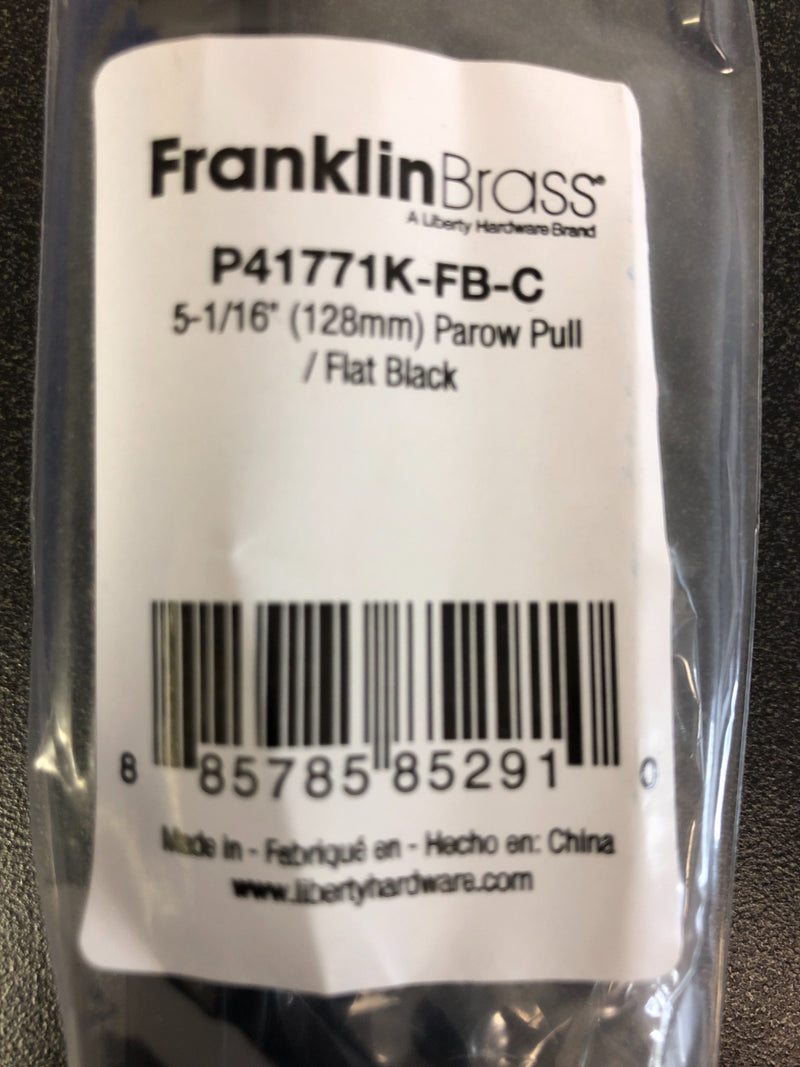 FranklinBrass®
A Liberty Hardware Brand
P41771K-FB-C
5-1/16" (128mm) Parow Pull
/ Flat Black
8 85785 85291 0
Made in - Fabriqué en - Hecho en: China
www.libertyhardware.com